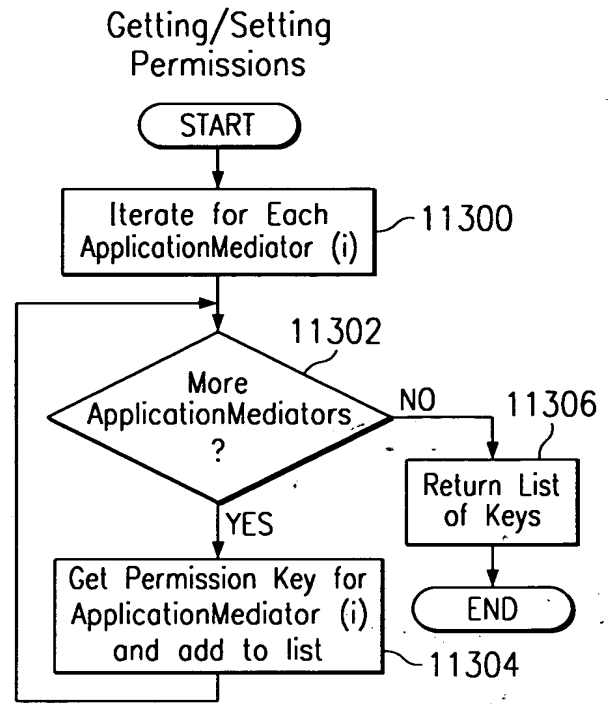 Getting/Setting
Permissions
START
Iterate for Each
ApplicationMediator (i)
11300
11302
More
ApplicationMediators
?
NO
11306
Return List
of Keys
YES
END
Get Permission Key for
ApplicationMediator (i)
and add to list
11304